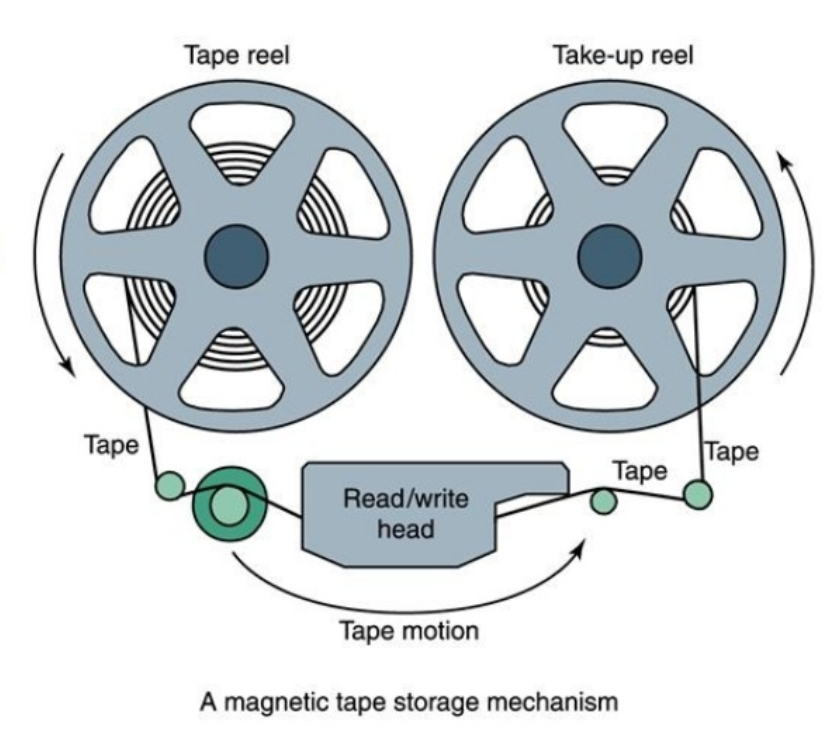 Tape reel
Take-up reel
Tape
Tape
Tape
Read/write
head
Tape motion
A magnetic tape storage mechanism